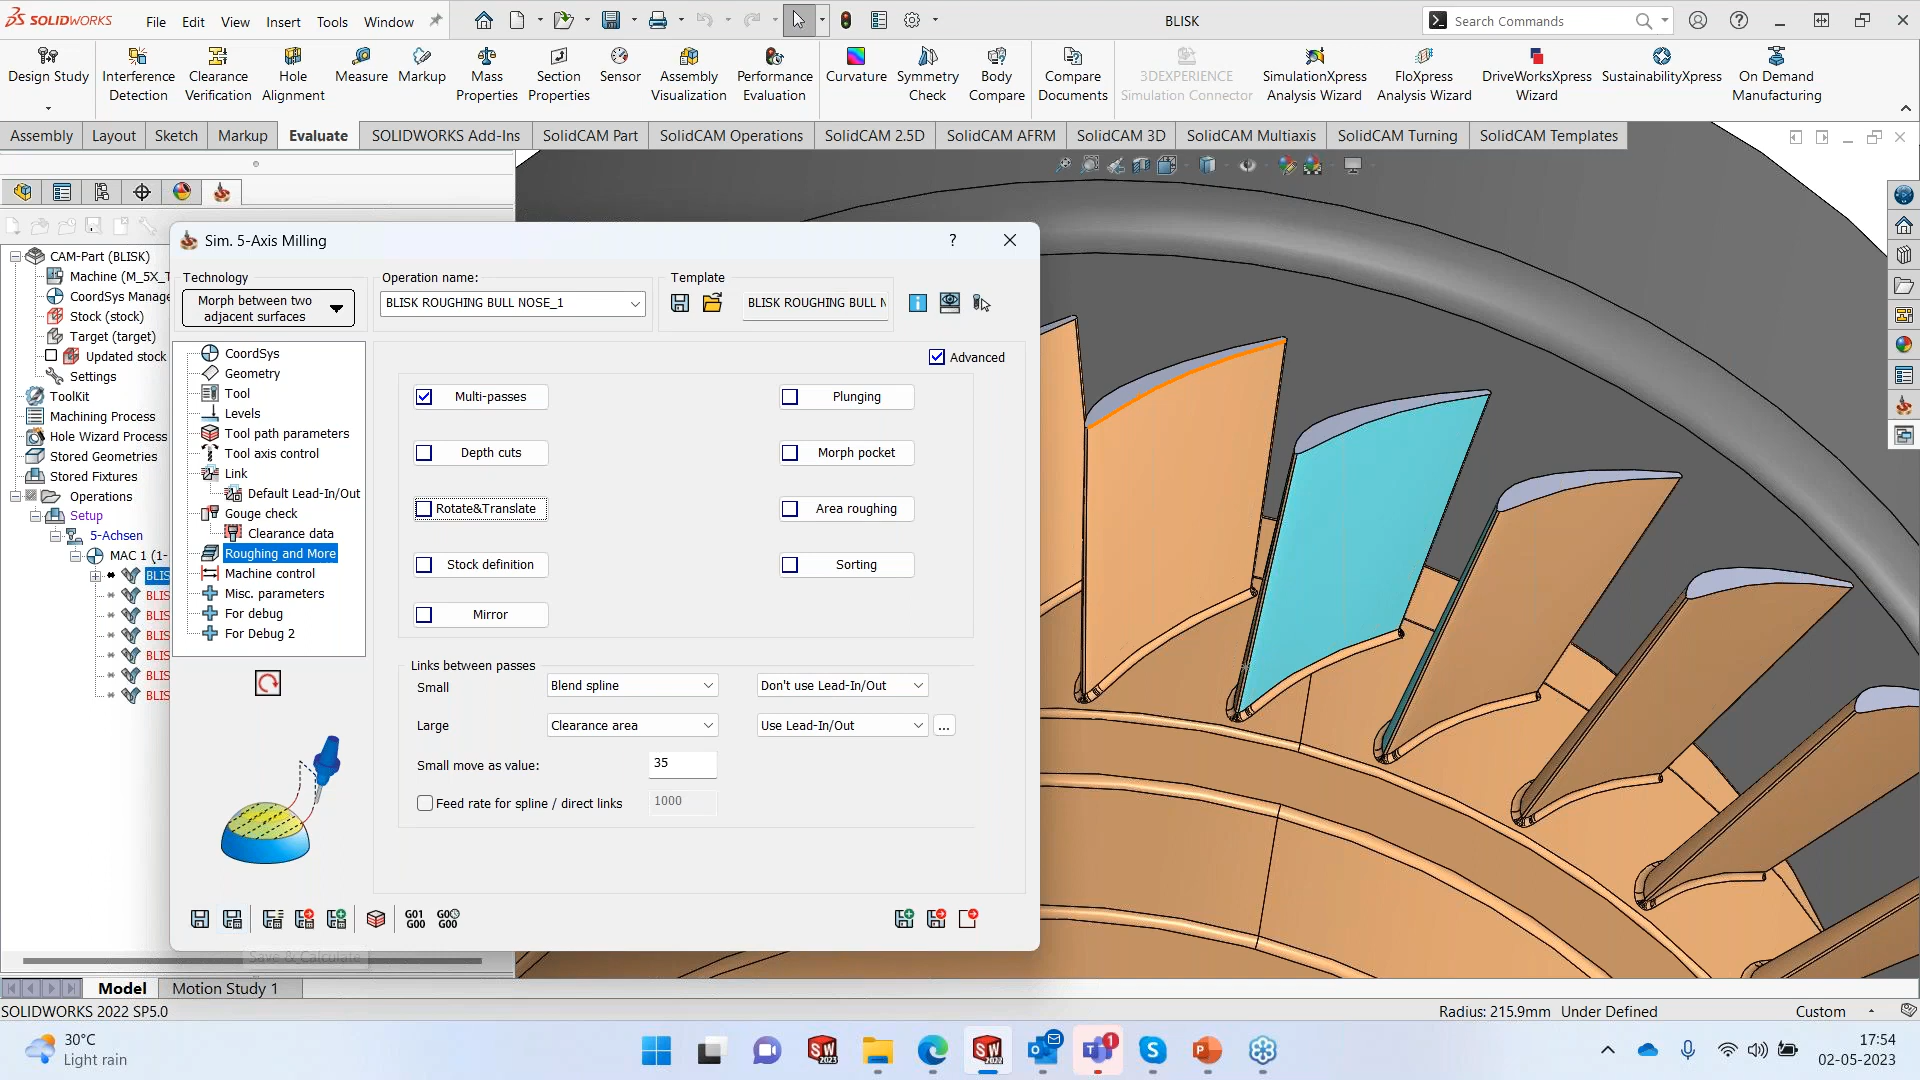 SOLIDWORKS
File
Edit
View
Insert
Tools
Window
BLISK
Search Commands
Design Study
Interference
Detection
Clearance
Verification
Hole
Alignment
Measure
Markup
Mass
Properties
Section
Properties
Sensor
Assembly
Visualization
Performance
Evaluation
Curvature
Symmetry
Check
Body
Compare
Compare
Documents
3DEXPERIENCE
Simulation Connector
SimulationXpress
Analysis Wizard
FloXpress
Analysis Wizard
DriveWorksXpress
Wizard
SustainabilityXpress
On Demand
Manufacturing
Assembly
Layout
Sketch
Markup
Evaluate
SOLIDWORKS Add-Ins
SolidCAM Part
SolidCAM Operations
SolidCAM 2.5D
SolidCAM AFRM
SolidCAM 3D
SolidCAM Multiaxis
SolidCAM Turning
SolidCAM Templates
CAM-Part (BLISK)
Machine (M_5X_T
CoordSys Manage
Stock (stock)
Target (target)
Updated stock
Settings
ToolKit
Machining Process
Hole Wizard Process
Stored Geometries
Stored Fixtures
Operations
Setup
5-Achsen
MAC 1 (1-
BLIS
BLIS
BLIS
BLIS
BLIS
BLIS
BLIS
Sim. 5-Axis Milling
?
Technology
Morph between two
adjacent surfaces
Operation name:
BLISK ROUGHING BULL NOSE_1
Template
BLISK ROUGHING BULL N
CoordSys
Geometry
Tool
Levels
Tool path parameters
Tool axis control
Link
Default Lead-In/Out
Gouge check
Clearance data
Roughing and More
Machine control
Misc. parameters
For debug
For Debug 2
Advanced
Multi-passes
Plunging
Depth cuts
Morph pocket
Rotate&Translate
Area roughing
Stock definition
Sorting
Mirror
Links between passes
Small
Blend spline
Don't use Lead-In/Out
Large
Clearance area
Use Lead-In/Out
...
Small move as value:
35
Feed rate for spline / direct links
1000
G01
G00
G0
G00
Save & Calculate
Model
Motion Study 1
SOLIDWORKS 2022 SP5.0
Radius: 215.9mm
Under Defined
Custom
30°C
Light rain
SW
2023
SW
2022
1
17:54
02-05-2023